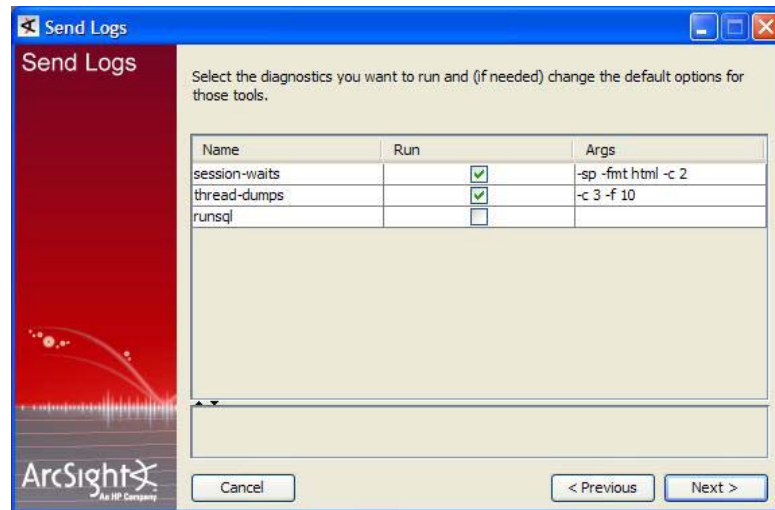 Send Logs
Send Logs
Select the diagnostics you want to run and (if needed) change the default options for
those tools.
Name Run Args
session-waits -sp -fmt html -c 2
thread-dumps -c 3 -f 10
runsql
ArcSight
An HP Company
Cancel < Previous Next >